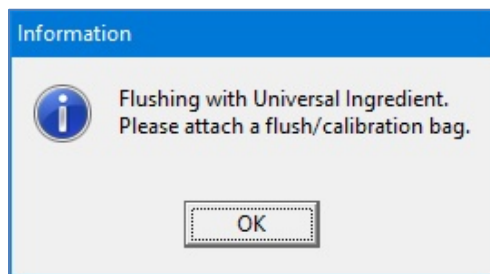 Information
Flushing with Universal Ingredient.
Please attach a flush/calibration bag.
OK